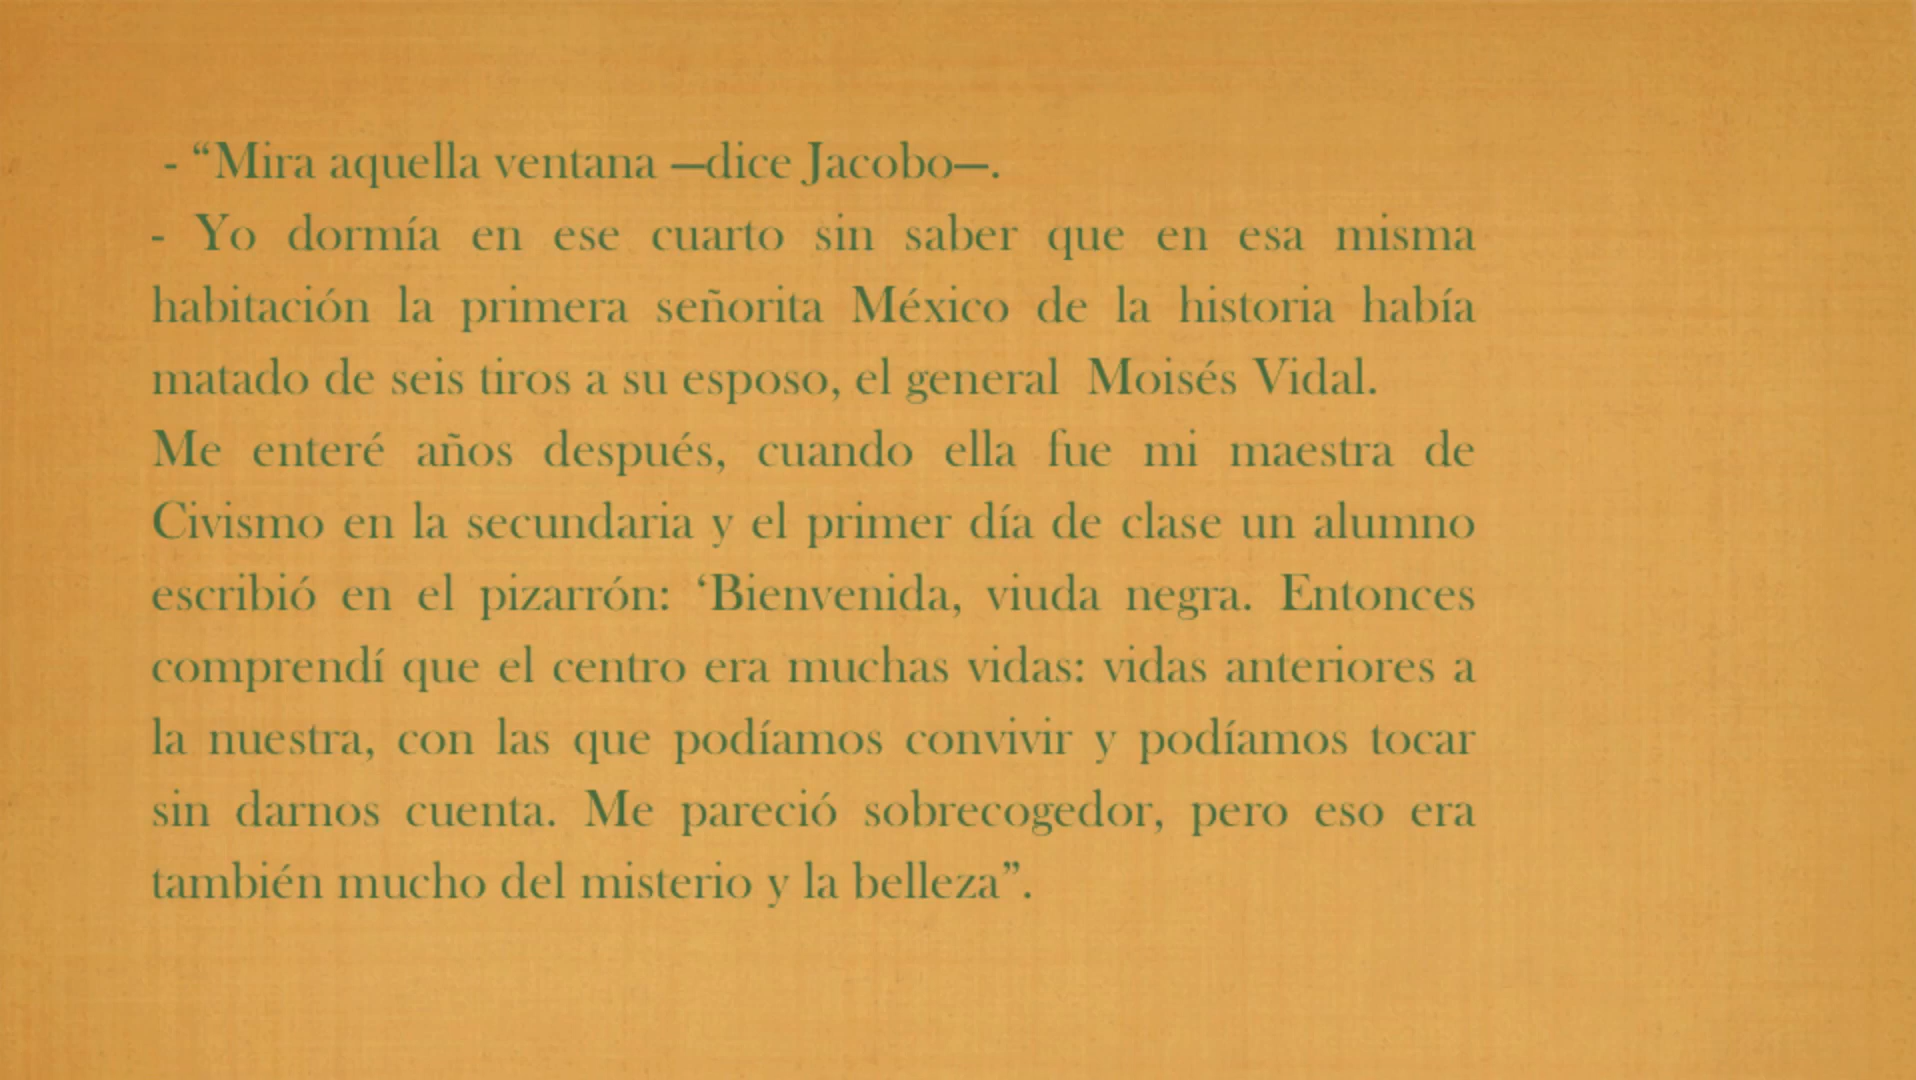 - “Mira aquella ventana —dice Jacobo—.
- Yo dormía en ese cuarto sin saber que en esa misma
habitación la primera señorita México de la historia había
matado de seis tiros a su esposo, el general  Moisés Vidal.
Me enteré años después, cuando ella fue mi maestra de
Civismo en la secundaria y el primer día de clase un alumno
escribió en el pizarrón: ‘Bienvenida, viuda negra. Entonces
comprendí que el centro era muchas vidas: vidas anteriores a
la nuestra, con las que podíamos convivir y podíamos tocar
sin darnos cuenta. Me pareció sobrecogedor, pero eso era
también mucho del misterio y la belleza”.